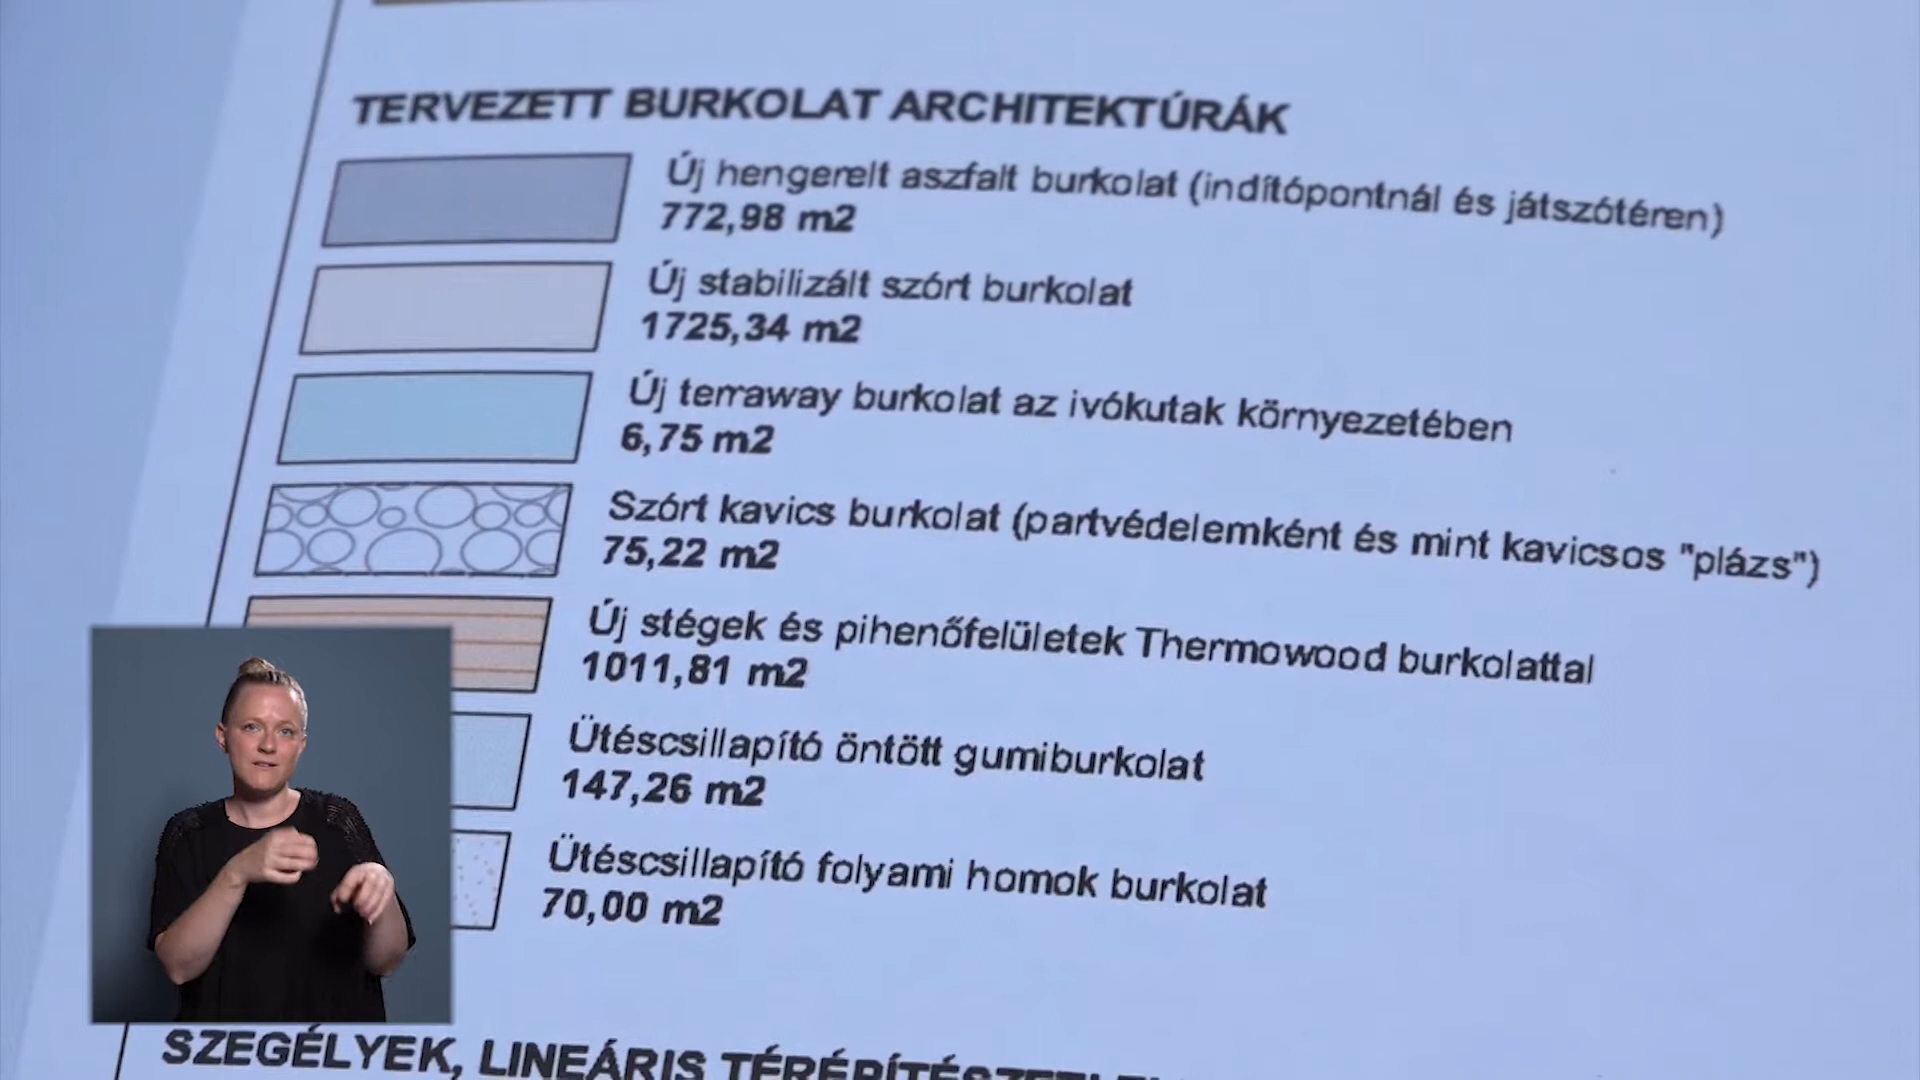 TERVEZETT BURKOLAT ARCHITEKTÚRÁK
Új hengerelt aszfalt burkolat (indítópontnál és játszótéren)
772,98 m2
Új stabilizált szórt burkolat
1725,34 m2
Új terraway burkolat az ivókutak környezetében
6,75 m2
Szórt kavics burkolat (partvédelemként és mint kavicsos "plázs")
75,22 m2
Új stégek és pihenőfelületek Thermowood burkolattal
1011,81 m2
Ütéscsillapító öntött gumiburkolat
147,26 m2
Ütéscsillapító folyami homok burkolat
70,00 m2
SZEGÉLYEK, LINEÁRIS